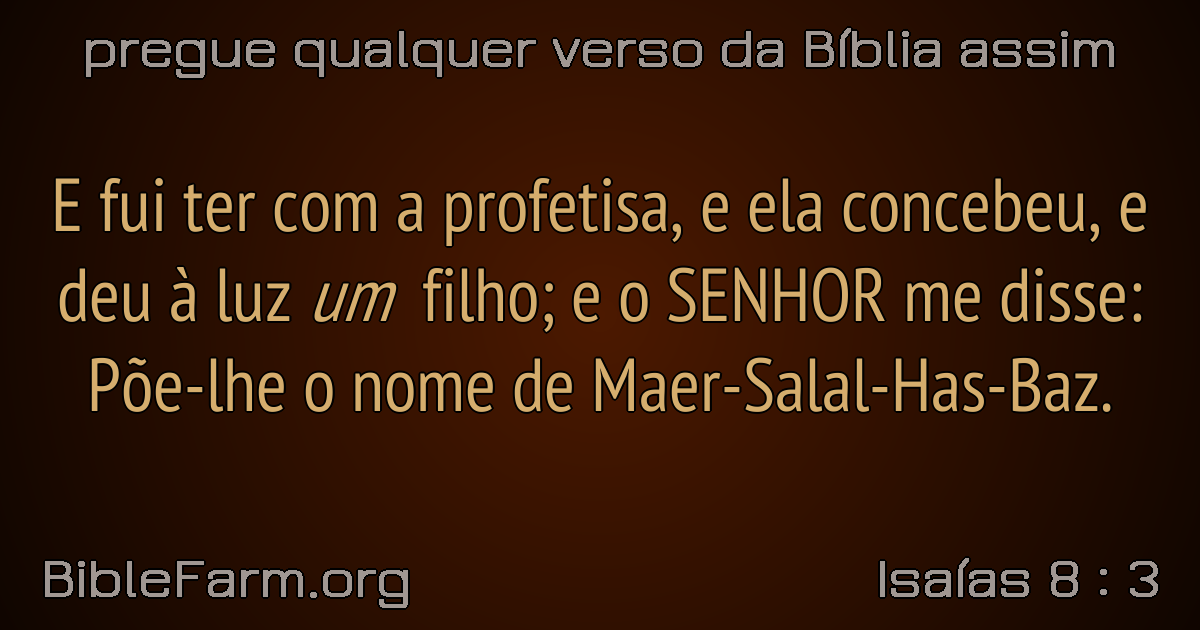 pregue qualquer verso da Bíblia assim
E fui ter com a profetisa, e ela concebeu, e
deu à luz um filho; e o SENHOR me disse:
Põe-lhe o nome de Maer-Salal-Has-Baz.
BibleFarm.org
Isaías 8 : 3